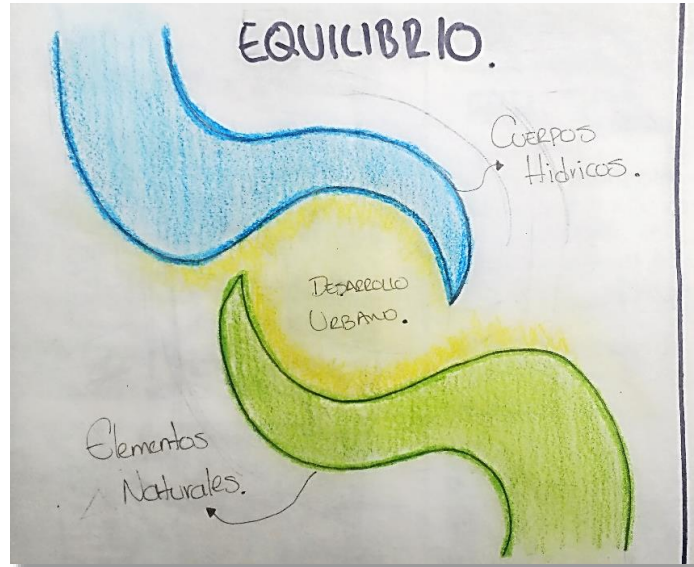 EQUILIBRIO.
CUERPOS
Hidricos.
DESARROLLO
URBANO.
Elementos
Naturales.